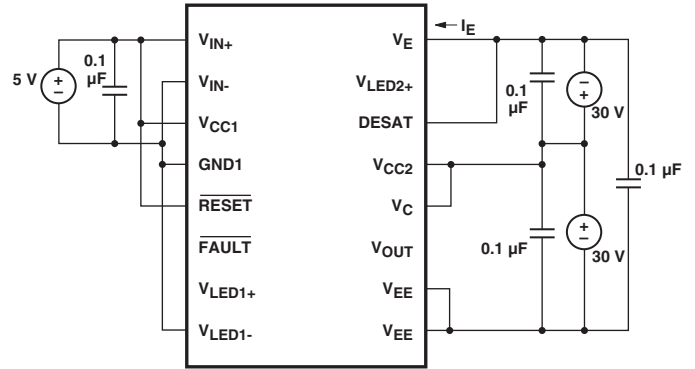 V_IN+
V_IN-
V_CC1
GND1
RESET
FAULT
V_LED1+
V_LED1-
V_E
V_LED2+
DESAT
V_CC2
V_C
V_OUT
V_EE
V_EE
I_E
5 V
+
−
0.1
µF
0.1
µF
−
+
30 V
0.1 µF
0.1 µF
+
−
30 V